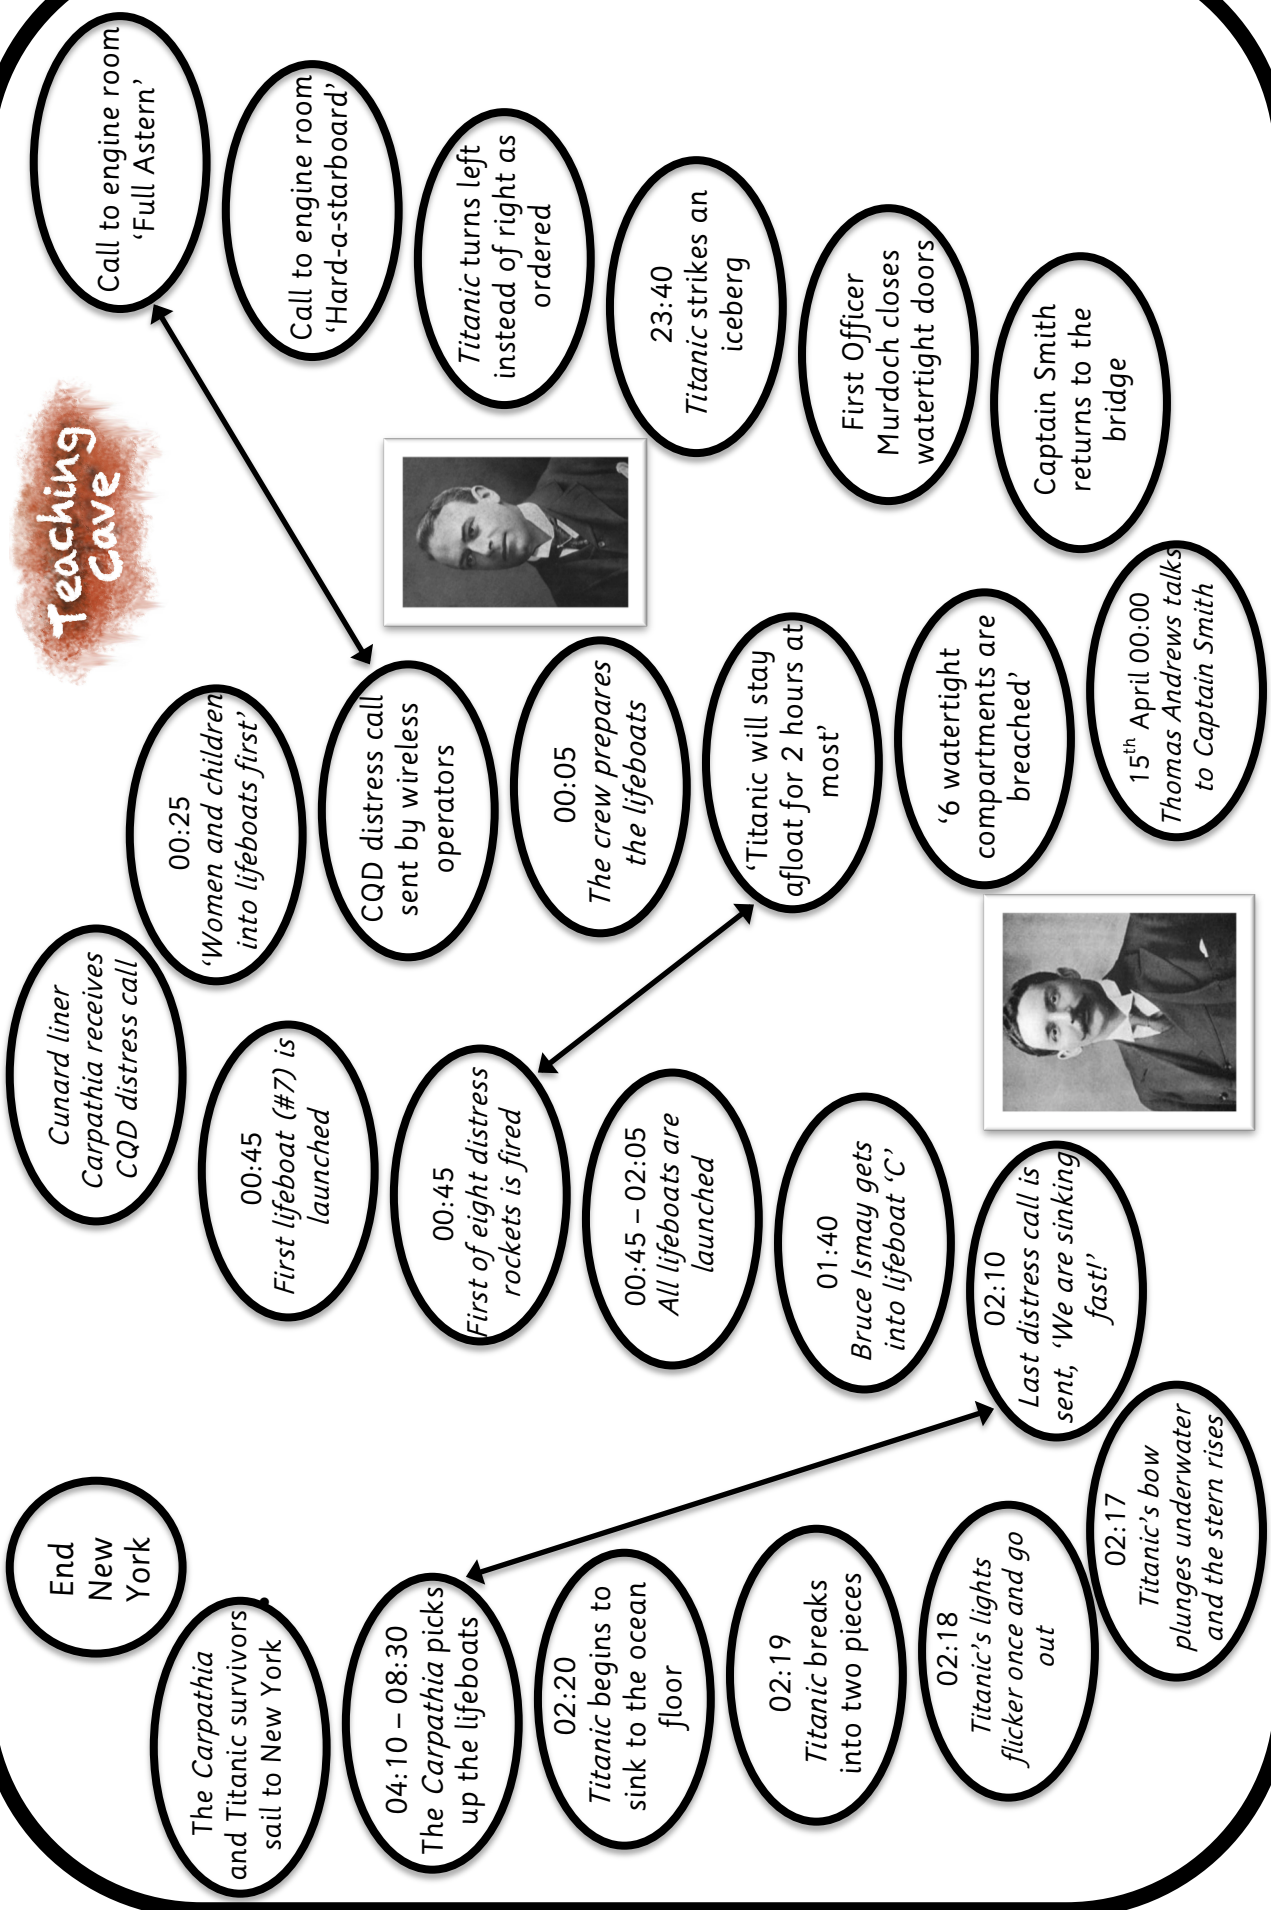 Teaching
Cave
Call to engine room
‘Full Astern’
Call to engine room
‘Hard-a-starboard’
Titanic turns left
instead of right as
ordered
23:40
Titanic strikes an
iceberg
First Officer
Murdoch closes
watertight doors
Captain Smith
returns to the
bridge
15th April 00:00
Thomas Andrews talks
to Captain Smith
‘6 watertight
compartments are
breached’
‘Titanic will stay
afloat for 2 hours at
most’
00:05
The crew prepares
the lifeboats
CQD distress call
sent by wireless
operators
00:25
‘Women and children
into lifeboats first’
Cunard liner
Carpathia receives
CQD distress call
00:45
First lifeboat (#7) is
launched
00:45
First of eight distress
rockets is fired
00:45 – 02:05
All lifeboats are
launched
01:40
Bruce Ismay gets
into lifeboat ‘C’
02:10
Last distress call is
sent, ‘We are sinking
fast!’
02:17
Titanic’s bow
plunges underwater
and the stern rises
02:18
Titanic’s lights
flicker once and go
out
02:19
Titanic breaks
into two pieces
02:20
Titanic begins to
sink to the ocean
floor
04:10 – 08:30
The Carpathia picks
up the lifeboats
The Carpathia
and Titanic survivors
sail to New York
End
New
York